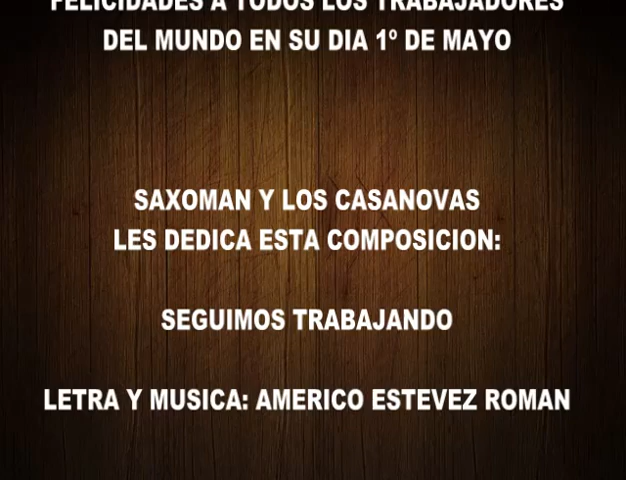 FELICIDADES A TODOS LOS TRABAJADORES
DEL MUNDO EN SU DIA 1º DE MAYO
SAXOMAN Y LOS CASANOVAS
LES DEDICA ESTA COMPOSICION:
SEGUIMOS TRABAJANDO
LETRA Y MUSICA: AMERICO ESTEVEZ ROMAN